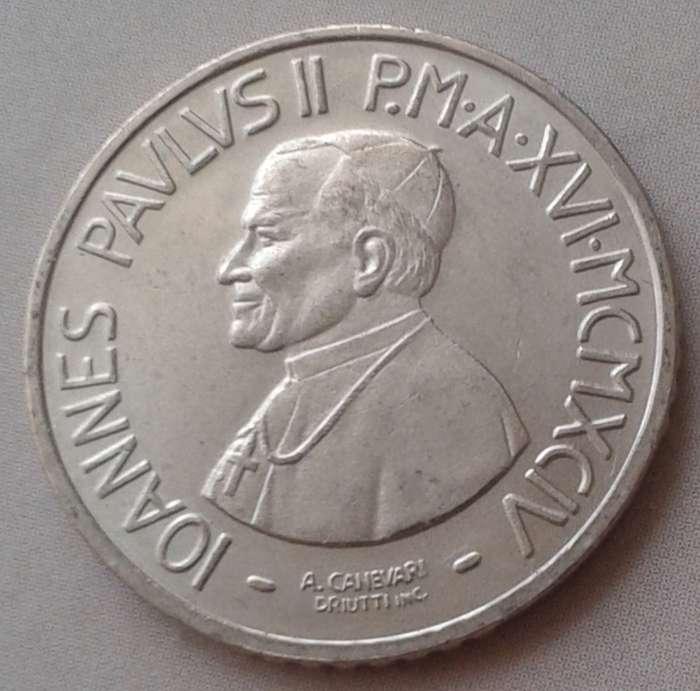 IOANNES PAVLVS II P.M·A·XVI·MCMXCIV
A. CANEVARI
DRIUTTI INC.